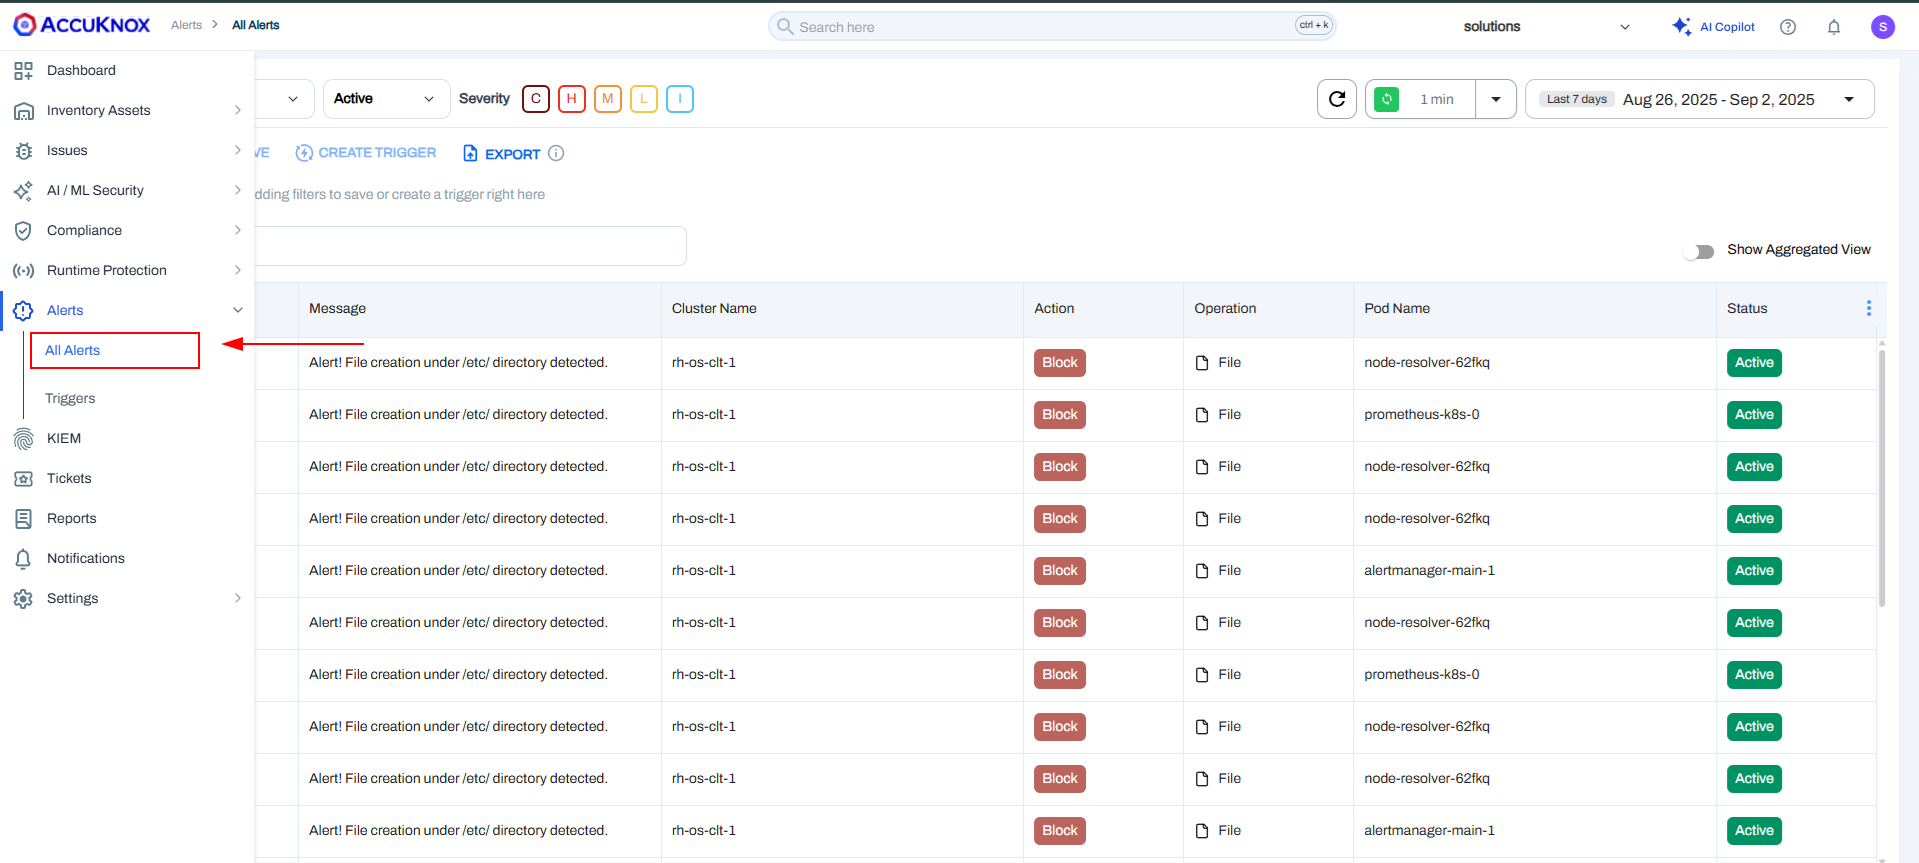 ACCUKNOX Alerts > All Alerts Search here ctrl + k solutions AI Copilot ? S
Dashboard
Active Severity C H M L I 1 min Last 7 days Aug 26, 2025 - Sep 2, 2025
Inventory Assets
Issues
VE CREATE TRIGGER EXPORT
AI / ML Security
dding filters to save or create a trigger right here
Compliance
Show Aggregated View
Runtime Protection
Alerts
Message Cluster Name Action Operation Pod Name Status
All Alerts
Alert! File creation under /etc/ directory detected. rh-os-clt-1 Block File node-resolver-62fkq Active
Triggers
Alert! File creation under /etc/ directory detected. rh-os-clt-1 Block File prometheus-k8s-0 Active
KIEM
Alert! File creation under /etc/ directory detected. rh-os-clt-1 Block File node-resolver-62fkq Active
Tickets
Alert! File creation under /etc/ directory detected. rh-os-clt-1 Block File node-resolver-62fkq Active
Reports
Notifications
Alert! File creation under /etc/ directory detected. rh-os-clt-1 Block File alertmanager-main-1 Active
Settings
Alert! File creation under /etc/ directory detected. rh-os-clt-1 Block File node-resolver-62fkq Active
Alert! File creation under /etc/ directory detected. rh-os-clt-1 Block File prometheus-k8s-0 Active
Alert! File creation under /etc/ directory detected. rh-os-clt-1 Block File node-resolver-62fkq Active
Alert! File creation under /etc/ directory detected. rh-os-clt-1 Block File node-resolver-62fkq Active
Alert! File creation under /etc/ directory detected. rh-os-clt-1 Block File alertmanager-main-1 Active